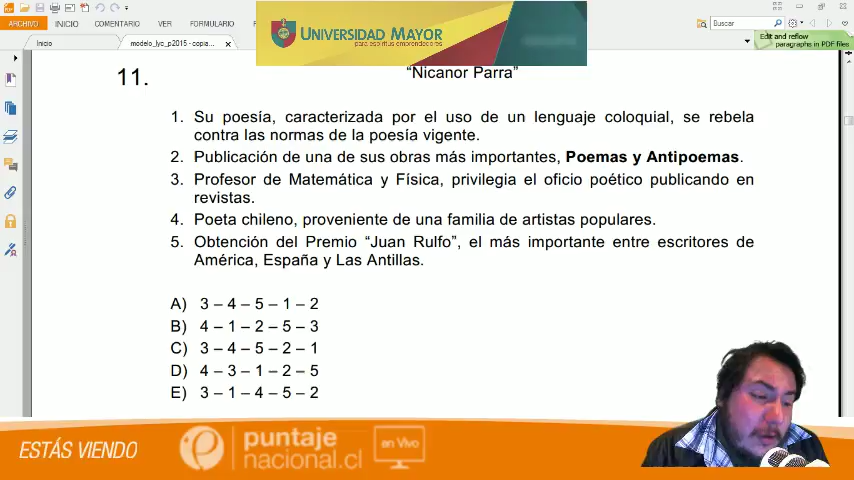 ARCHIVO INICIO COMENTARIO VER FORMULARIO
Buscar
UNIVERSIDAD MAYOR
para espíritus emprendedores
Inicio modelo_lyc_p2015 - copia...
Edit and reflow
paragraphs in PDF files
11. “Nicanor Parra”
1. Su poesía, caracterizada por el uso de un lenguaje coloquial, se rebela
contra las normas de la poesía vigente.
2. Publicación de una de sus obras más importantes, Poemas y Antipoemas.
3. Profesor de Matemática y Física, privilegia el oficio poético publicando en
revistas.
4. Poeta chileno, proveniente de una familia de artistas populares.
5. Obtención del Premio “Juan Rulfo”, el más importante entre escritores de
América, España y Las Antillas.
A) 3 – 4 – 5 – 1 – 2
B) 4 – 1 – 2 – 5 – 3
C) 3 – 4 – 5 – 2 – 1
D) 4 – 3 – 1 – 2 – 5
E) 3 – 1 – 4 – 5 – 2
ESTÁS VIENDO
puntaje
nacional.cl
en Vivo